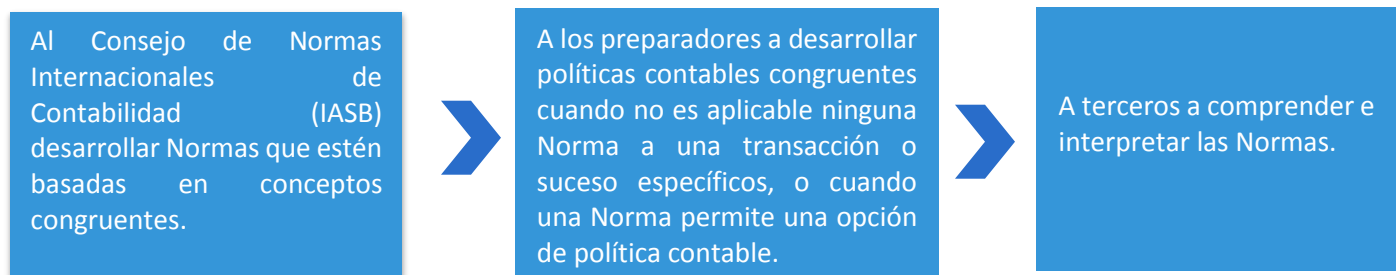 Al Consejo de Normas
Internacionales de
Contabilidad (IASB)
desarrollar Normas que estén
basadas en conceptos
congruentes.
A los preparadores a desarrollar
políticas contables congruentes
cuando no es aplicable ninguna
Norma a una transacción o
suceso específicos, o cuando
una Norma permite una opción
de política contable.
A terceros a comprender e
interpretar las Normas.